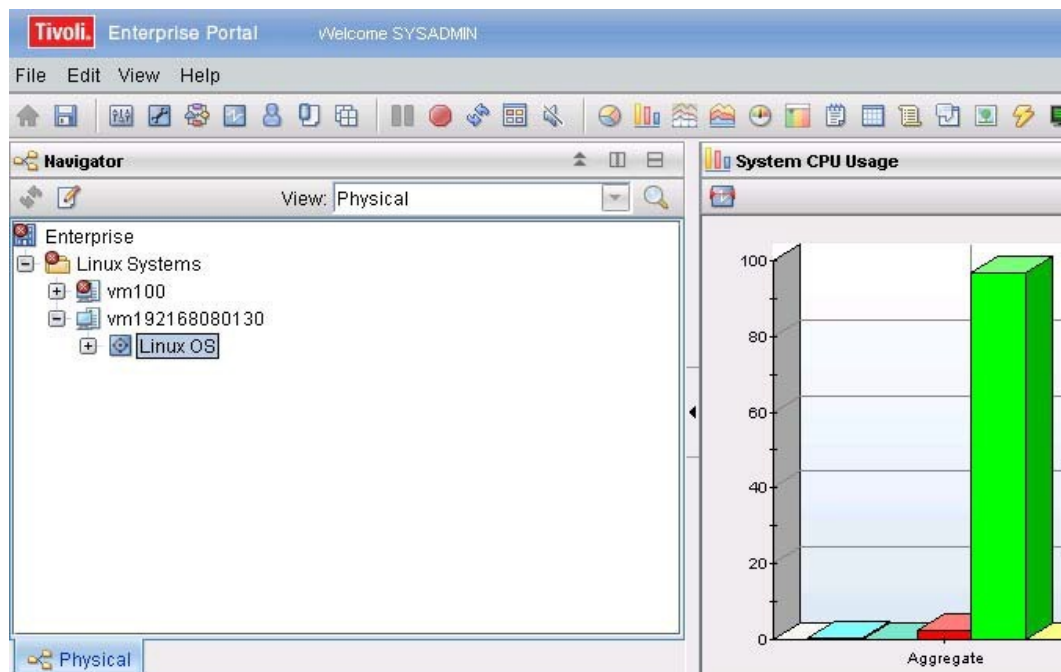 Tivoli. Enterprise Portal Welcome SYSADMIN
File Edit View Help
Navigator
View: Physical
Enterprise
Linux Systems
vm100
vm192168080130
Linux OS
Physical
System CPU Usage
100
80
60
40
20
0
Aggregate